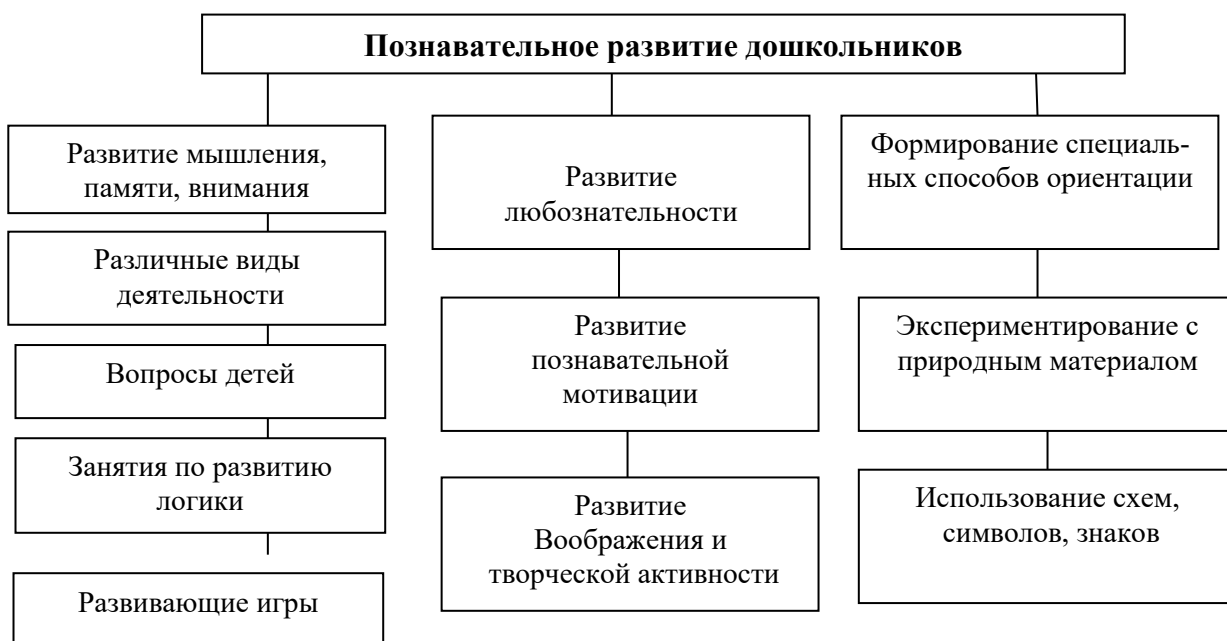 Познавательное развитие дошкольников
Развитие мышления,
памяти, внимания
Различные виды
деятельности
Вопросы детей
Занятия по развитию
логики
Развивающие игры
Развитие
любознательности
Развитие
познавательной
мотивации
Развитие
Воображения и
творческой активности
Формирование специаль-
ных способов ориентации
Экспериментирование с
природным материалом
Использование схем,
символов, знаков